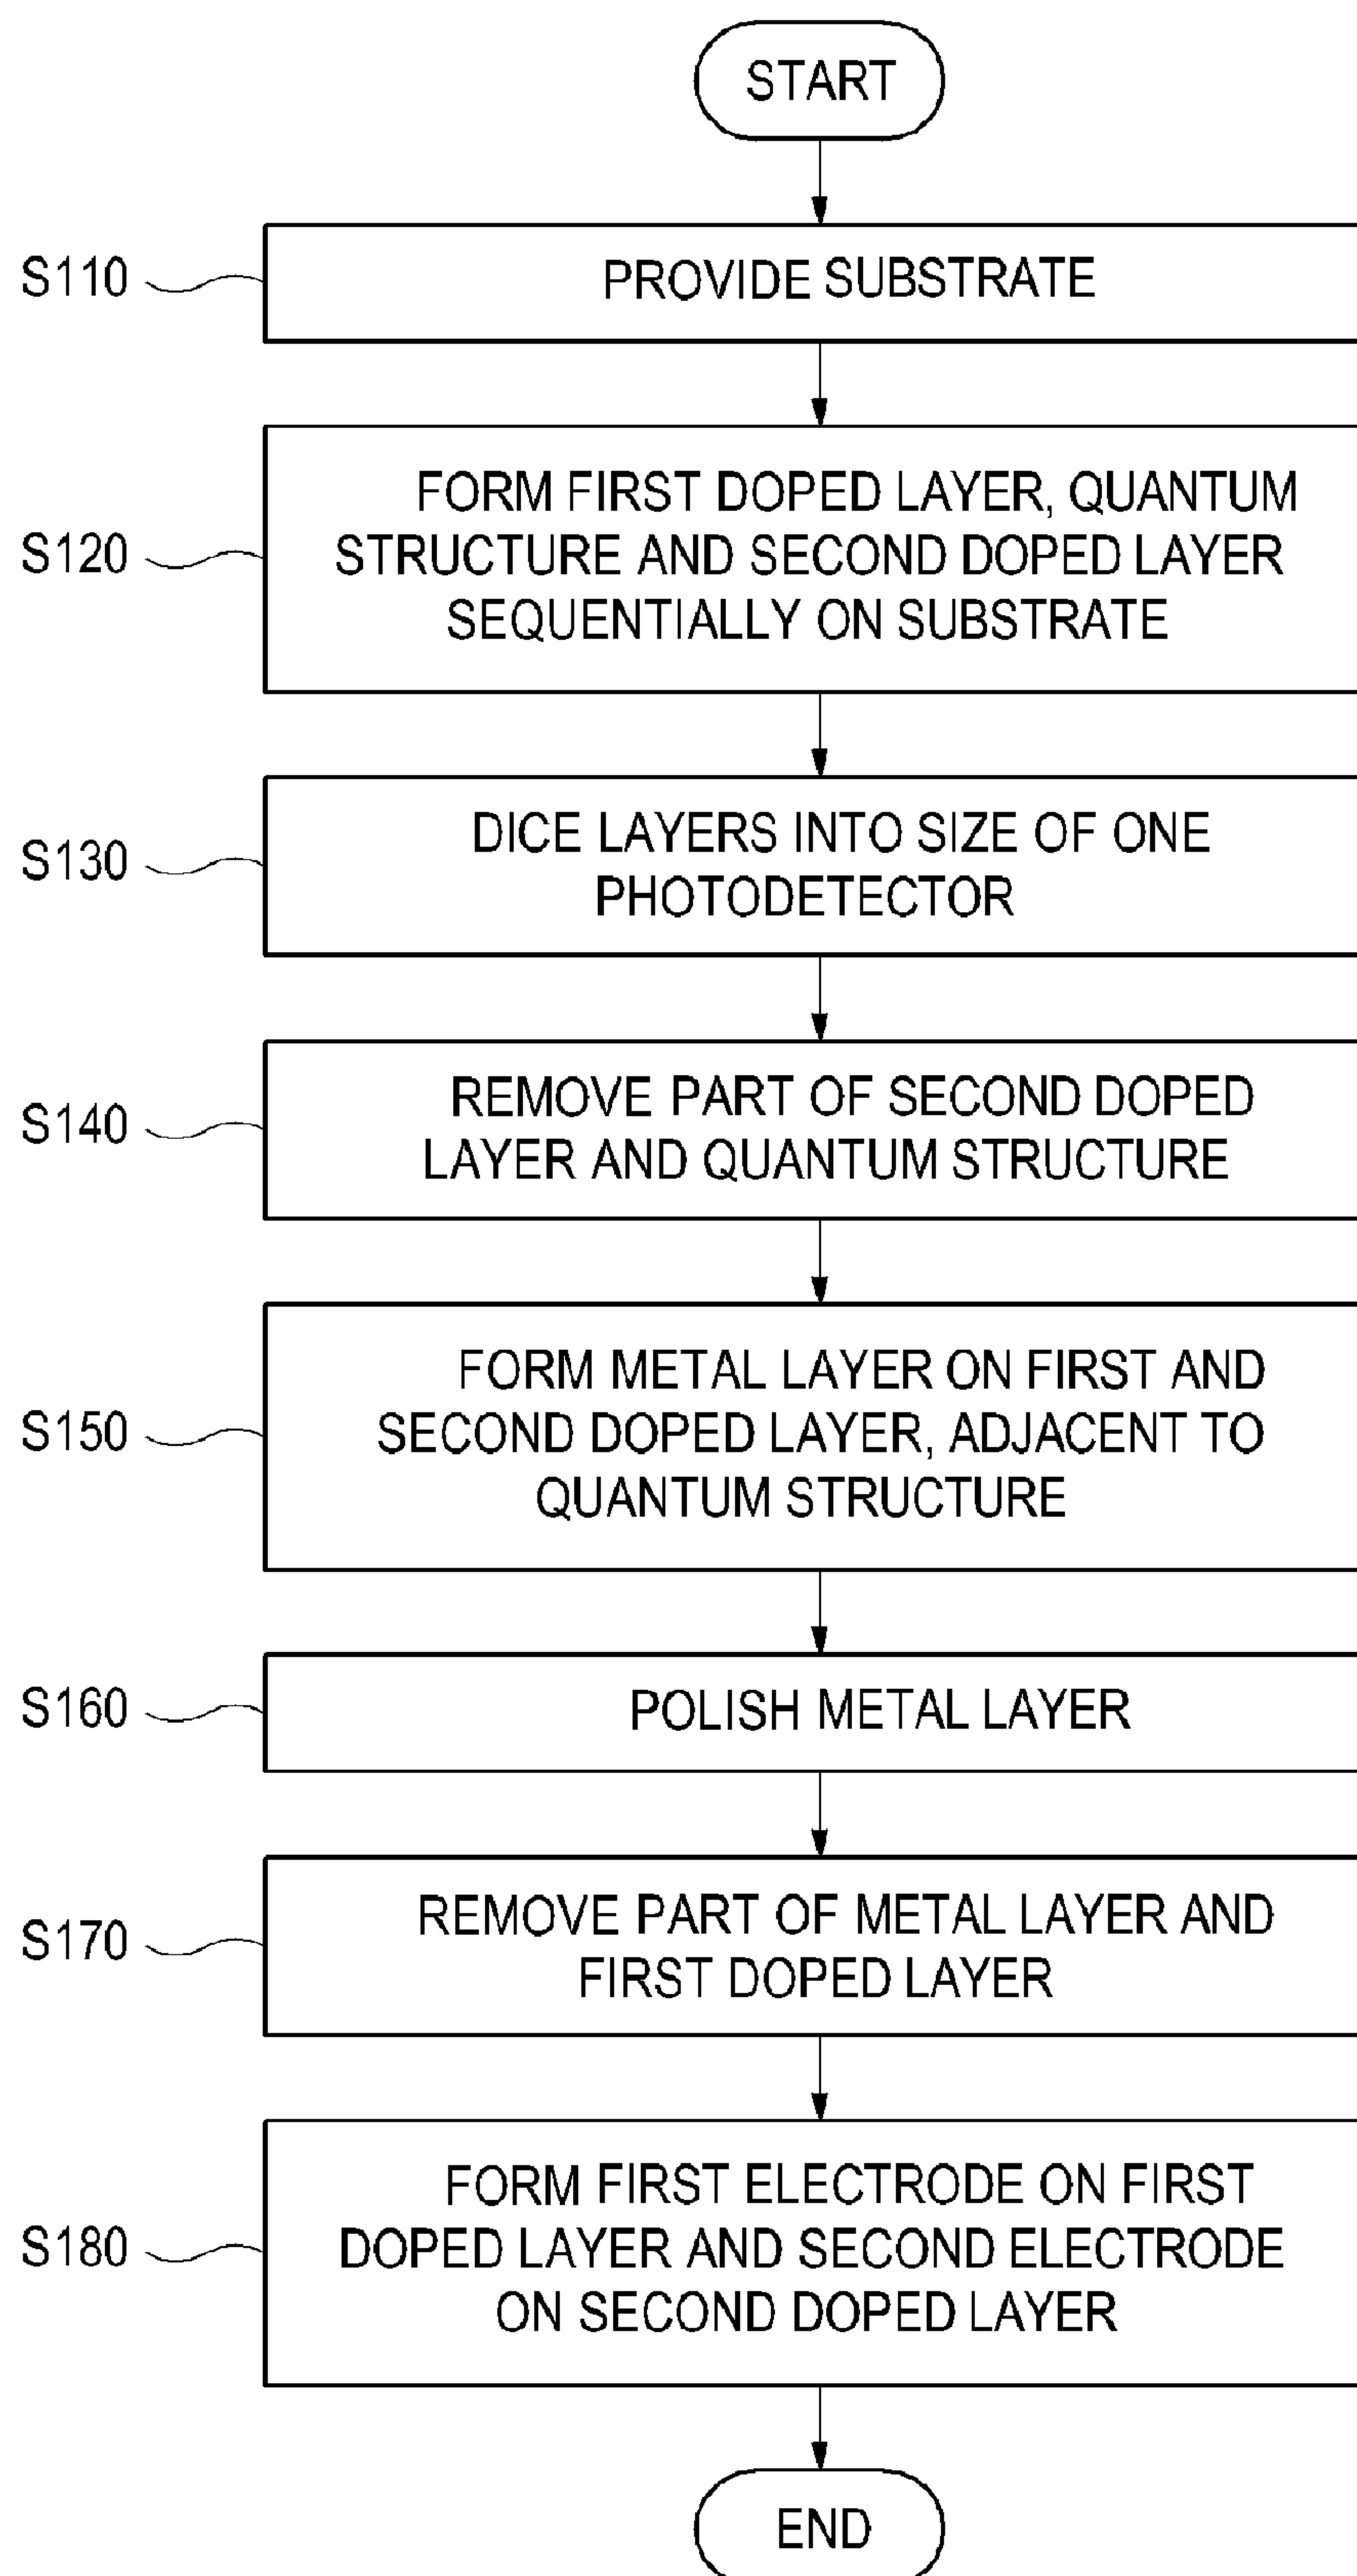 START
S110
PROVIDE SUBSTRATE
S120
FORM FIRST DOPED LAYER, QUANTUM
STRUCTURE AND SECOND DOPED LAYER
SEQUENTIALLY ON SUBSTRATE
S130
DICE LAYERS INTO SIZE OF ONE
PHOTODETECTOR
S140
REMOVE PART OF SECOND DOPED
LAYER AND QUANTUM STRUCTURE
S150
FORM METAL LAYER ON FIRST AND
SECOND DOPED LAYER, ADJACENT TO
QUANTUM STRUCTURE
S160
POLISH METAL LAYER
S170
REMOVE PART OF METAL LAYER AND
FIRST DOPED LAYER
S180
FORM FIRST ELECTRODE ON FIRST
DOPED LAYER AND SECOND ELECTRODE
ON SECOND DOPED LAYER
END